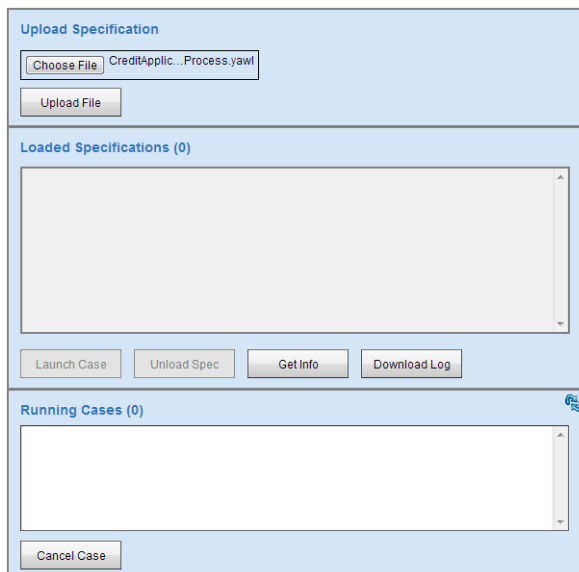 Upload Specification
Choose File CreditApplic...Process.yawl
Upload File
Loaded Specifications (0)
Launch Case Unload Spec Get Info Download Log
Running Cases (0)
Cancel Case